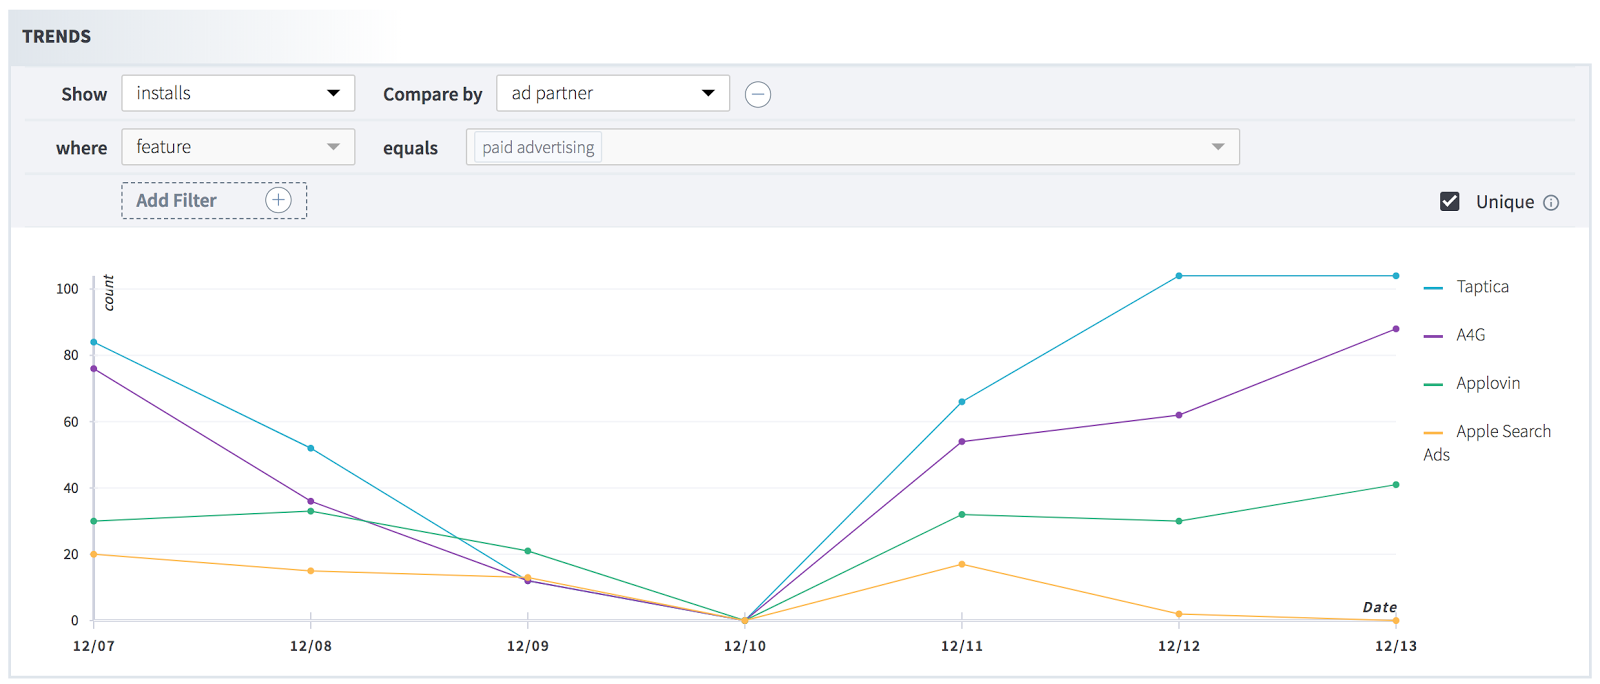 TRENDS
Show installs Compare by ad partner
where feature equals paid advertising
Add Filter
Unique
count
100
80
60
40
20
0
Taptica
A4G
Applovin
Apple Search
Ads
Date
12/07 12/08 12/09 12/10 12/11 12/12 12/13